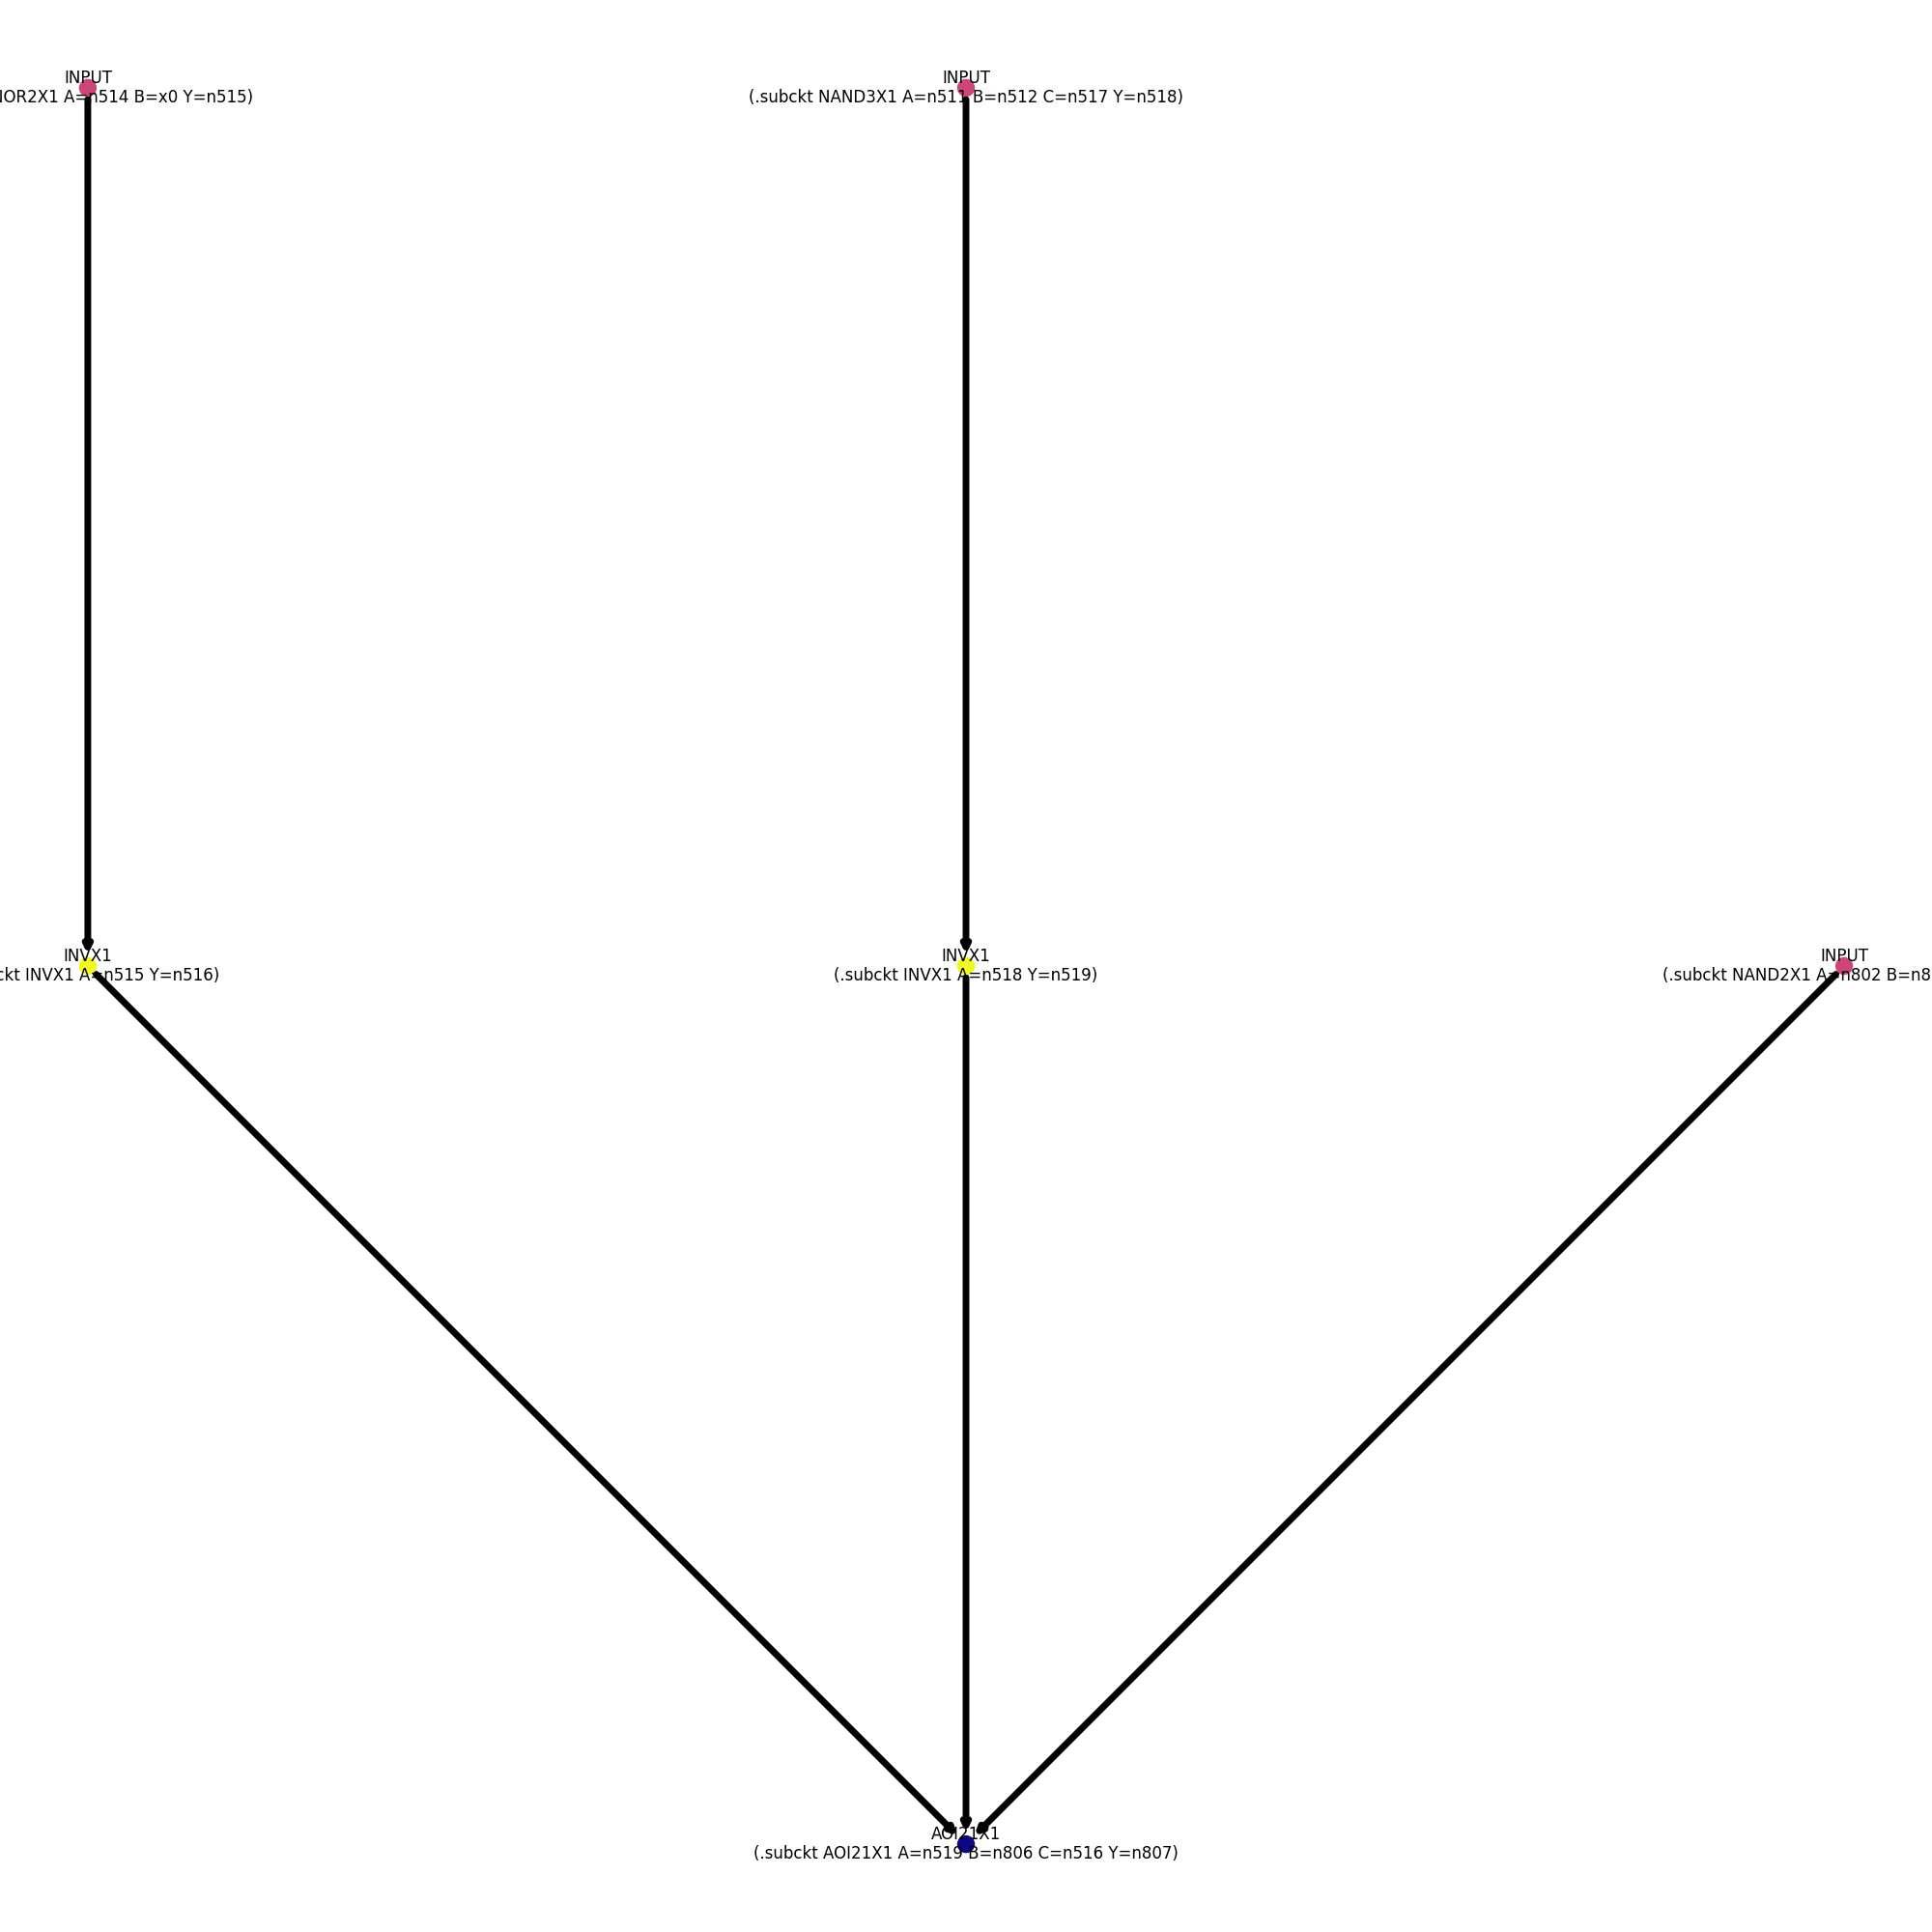 INPUT
OR2X1 A=n514 B=x0 Y=n515)
INPUT
(.subckt NAND3X1 A=n511 B=n512 C=n517 Y=n518)
INVX1
ckt INVX1 A=n515 Y=n516)
INVX1
(.subckt INVX1 A=n518 Y=n519)
INPUT
(.subckt NAND2X1 A=n802 B=n8
AOI21X1
(.subckt AOI21X1 A=n519 B=n806 C=n516 Y=n807)